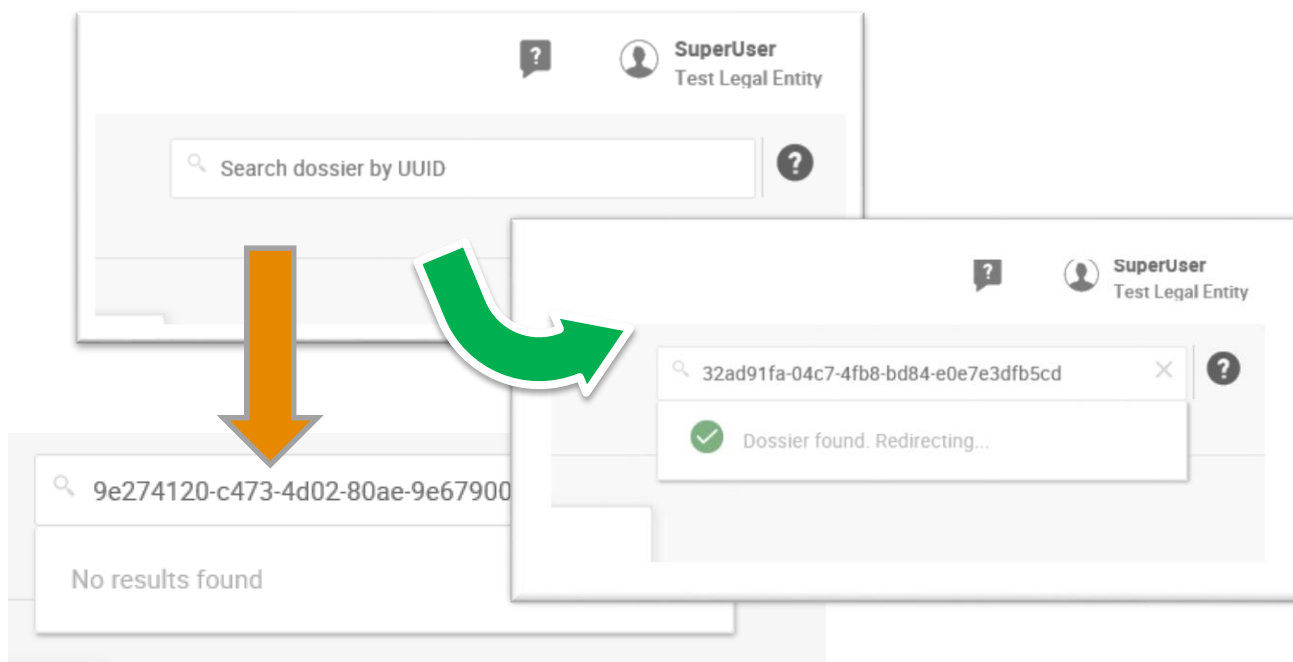 SuperUser
Test Legal Entity
Search dossier by UUID
SuperUser
Test Legal Entity
32ad91fa-04c7-4fb8-bd84-e0e7e3dfb5cd
Dossier found. Redirecting...
9e274120-c473-4d02-80ae-9e67900
No results found